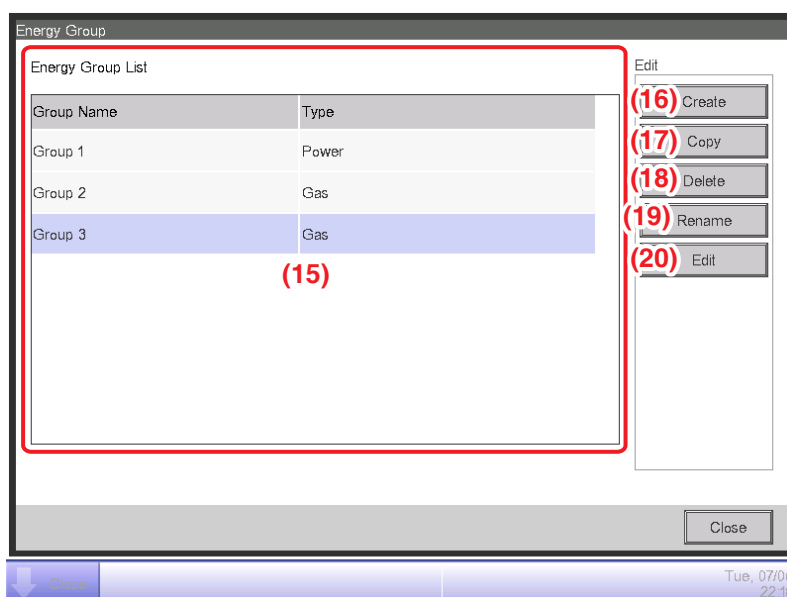 Energy Group
Energy Group List
Edit
Group Name Type
Group 1 Power
Group 2 Gas
Group 3 Gas
(15)
(16) Create
(17) Copy
(18) Delete
(19) Rename
(20) Edit
Close
Close
Tue, 07/0
22:1